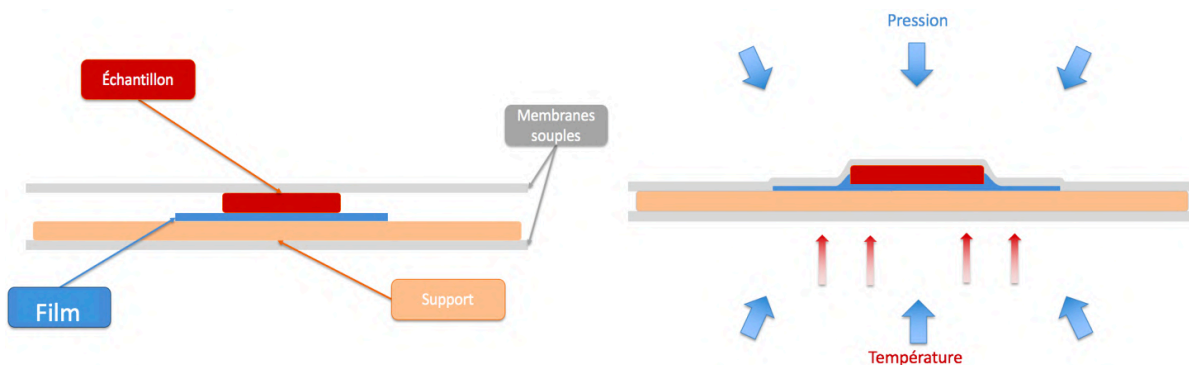 Pression
Échantillon
Membranes
souples
Support
Film
Température